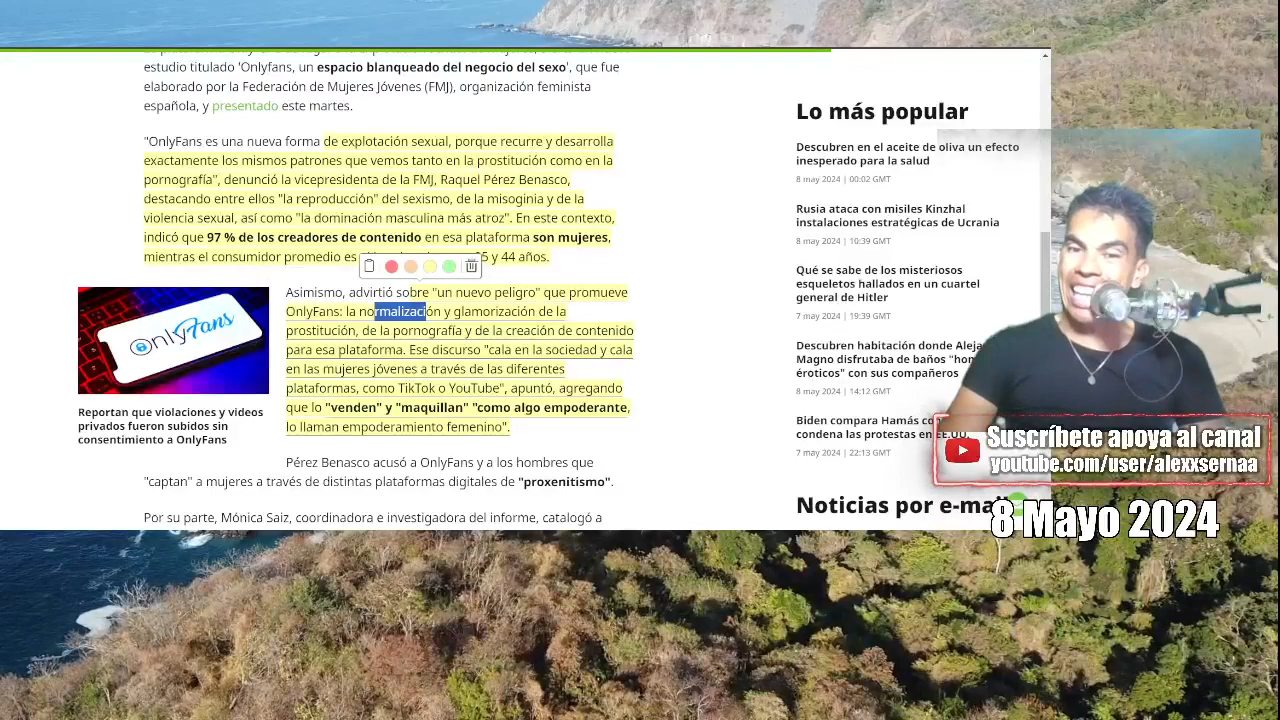 estudio titulado 'Onlyfans, un espacio blanqueado del negocio del sexo', que fue
elaborado por la Federación de Mujeres Jóvenes (FMJ), organización feminista
española, y presentado este martes.
"OnlyFans es una nueva forma de explotación sexual, porque recurre y desarrolla
exactamente los mismos patrones que vemos tanto en la prostitución como en la
pornografía", denunció la vicepresidenta de la FMJ, Raquel Pérez Benasco,
destacando entre ellos "la reproducción" del sexismo, de la misoginia y de la
violencia sexual, así como "la dominación masculina más atroz". En este contexto,
indicó que 97 % de los creadores de contenido en esa plataforma son mujeres,
mientras el consumidor promedio es y 44 años.
Asimismo, advirtió sobre "un nuevo peligro" que promueve
OnlyFans: la normalización y glamorización de la
prostitución, de la pornografía y de la creación de contenido
para esa plataforma. Ese discurso "cala en la sociedad y cala
en las mujeres jóvenes a través de las diferentes
plataformas, como TikTok o YouTube", apuntó, agregando
que lo "venden" y "maquillan" "como algo empoderante,
lo llaman empoderamiento femenino".
OnlyFans
Reportan que violaciones y videos
privados fueron subidos sin
consentimiento a OnlyFans
Pérez Benasco acusó a OnlyFans y a los hombres que
"captan" a mujeres a través de distintas plataformas digitales de "proxenitismo".
Por su parte, Mónica Saiz, coordinadora e investigadora del informe, catalogó a
Lo más popular
Descubren en el aceite de oliva un efecto
inesperado para la salud
8 may 2024 | 00:02 GMT
Rusia ataca con misiles Kinzhal
instalaciones estratégicas de Ucrania
8 may 2024 | 10:39 GMT
Qué se sabe de los misteriosos
esqueletos hallados en un cuartel
general de Hitler
7 may 2024 | 19:39 GMT
Descubren habitación donde Aleja
Magno disfrutaba de baños "hom
éroticos" con sus compañeros
8 may 2024 | 14:12 GMT
Biden compara Hamás co
condena las protestas en EE.UU.
7 may 2024 | 22:13 GMT
Noticias por e-mail
Suscríbete apoya al canal
youtube.com/user/alexxsernaa
8 Mayo 2024